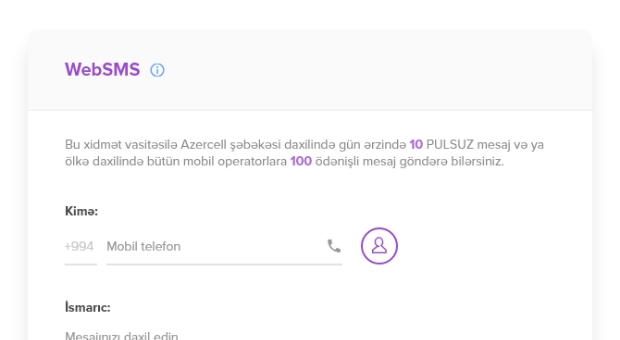 WebSMS
Bu xidmət vasitəsilə Azercell şəbəkəsi daxilində gün ərzində 10 PULSUZ mesaj və ya
ölkə daxilində bütün mobil operatorlara 100 ödənişli mesaj göndərə bilərsiniz.
Kimə:
+994 Mobil telefon
İsmarıc:
Mesajınızı daxil edin